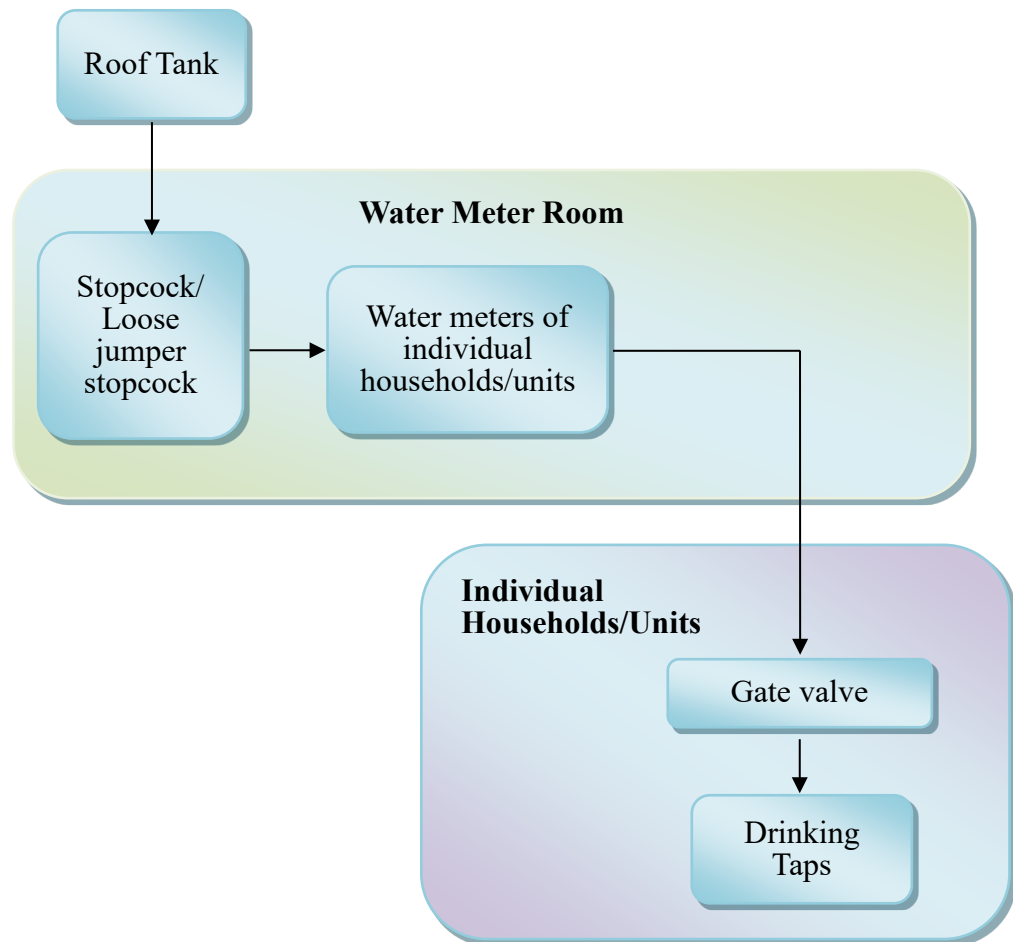 Roof Tank
Water Meter Room
Stopcock/
Loose
jumper
stopcock
Water meters of
individual
households/units
Individual
Households/Units
Gate valve
Drinking
Taps